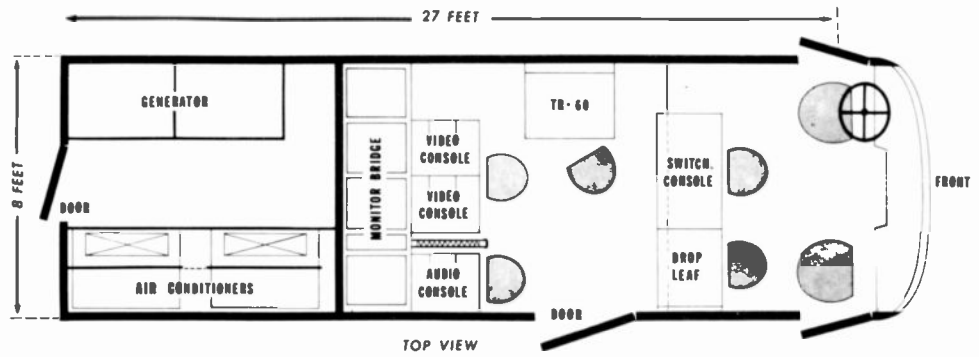 27 FEET
8 FEET
GENERATOR
DOOR
AIR CONDITIONERS
MONITOR BRIDGE
VIDEO
CONSOLE
VIDEO
CONSOLE
AUDIO
CONSOLE
TR-60
SWITCH.
CONSOLE
DROP
LEAF
DOOR
FRONT
TOP VIEW